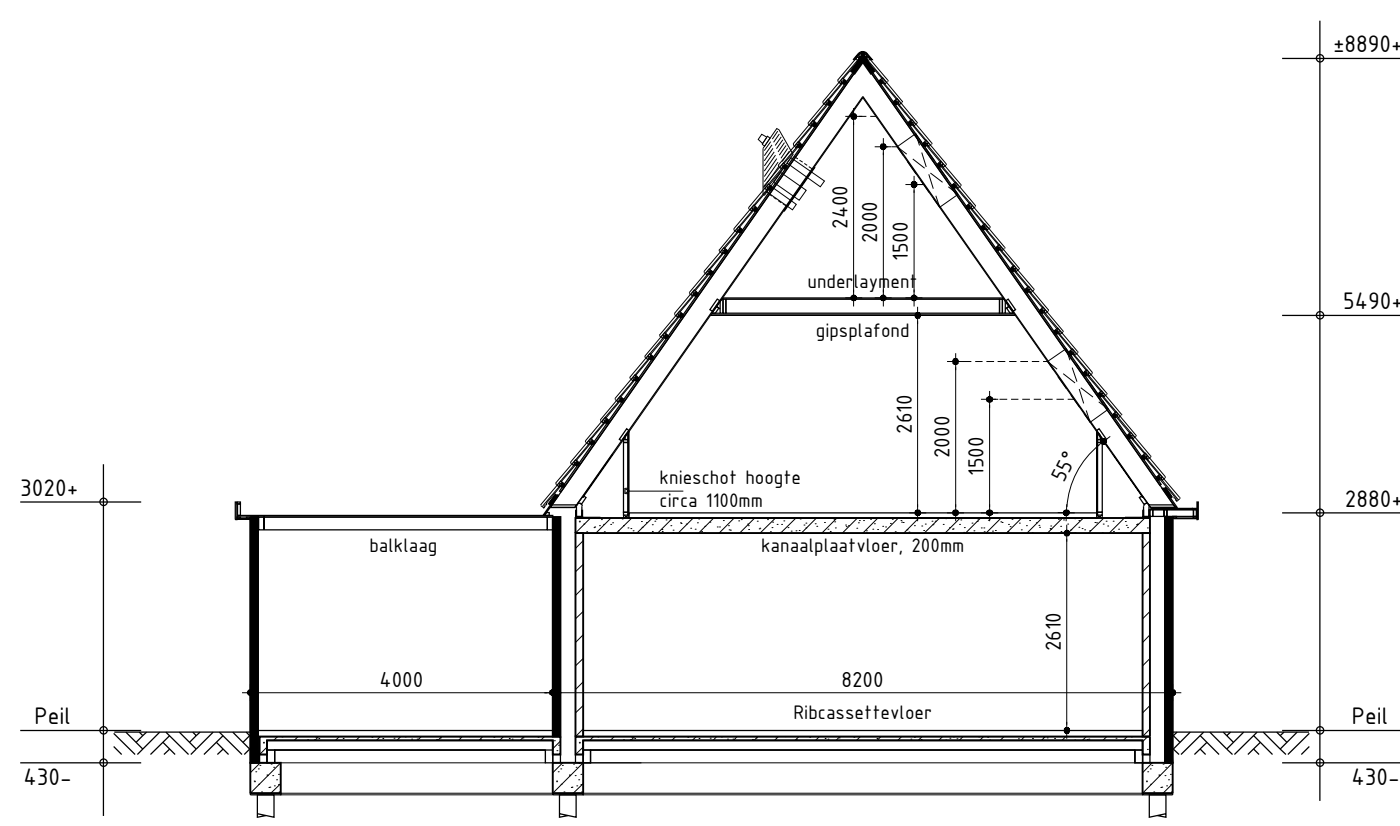 ±8890+
2400
2000
1500
underlayment
5490+
gipsplafond
2610
2000
1500
55°
knieschot hoogte
circa 1100mm
3020+
2880+
balklaag
kanaalplaatvloer, 200mm
2610
4000
8200
Ribcassettevloer
Peil
Peil
430-
430-